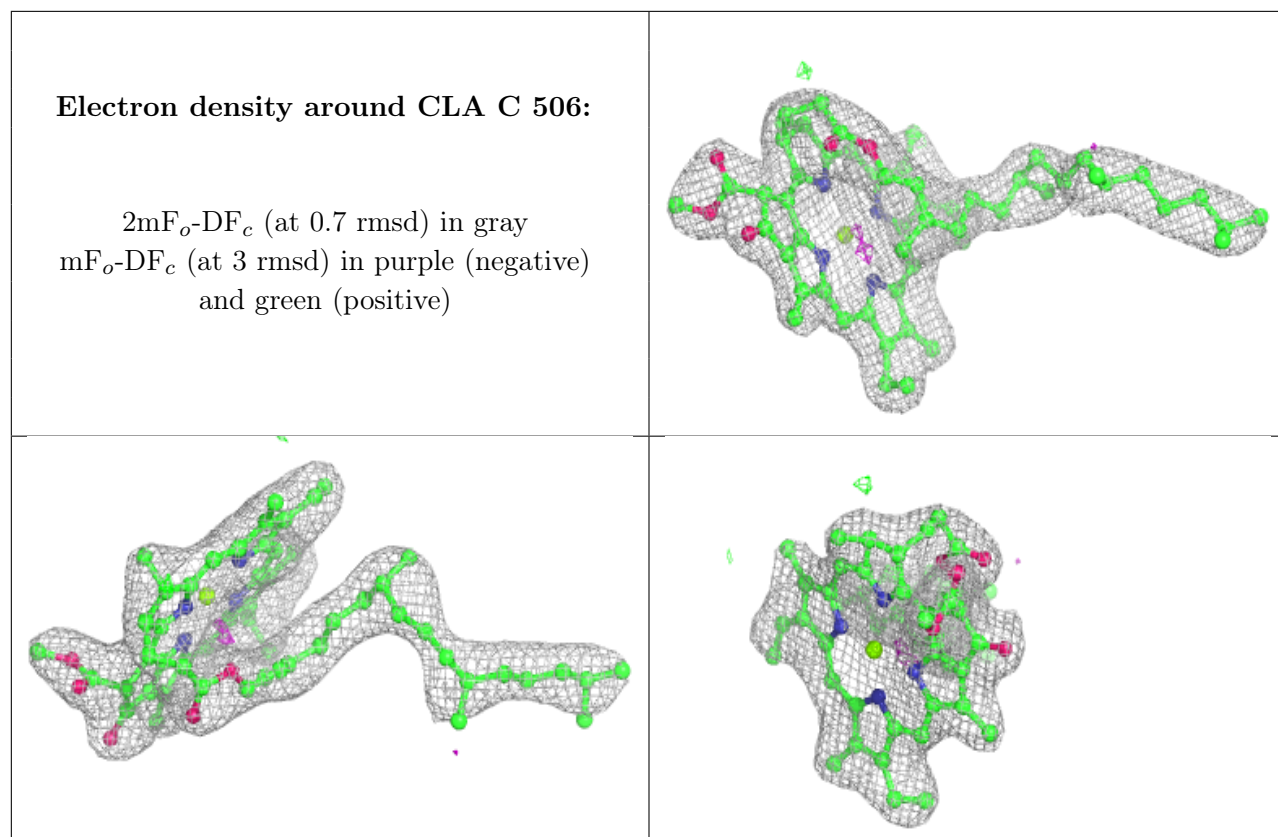 Electron density around CLA C 506:
2mFo-DFc (at 0.7 rmsd) in gray
mFo-DFc (at 3 rmsd) in purple (negative)
and green (positive)